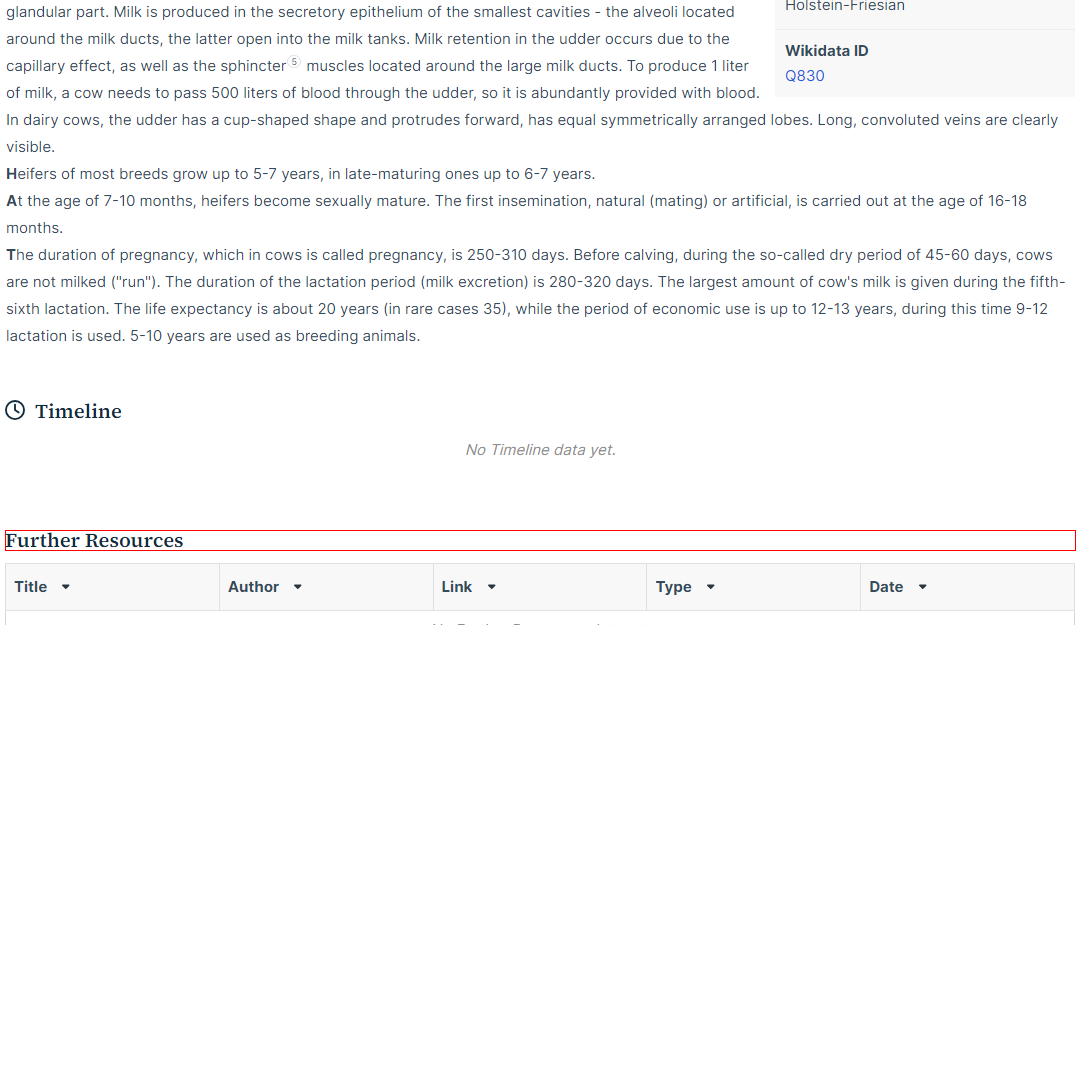 glandular part. Milk is produced in the secretory epithelium of the smallest cavities - the alveoli located
around the milk ducts, the latter open into the milk tanks. Milk retention in the udder occurs due to the
capillary effect, as well as the sphincter 5 muscles located around the large milk ducts. To produce 1 liter
of milk, a cow needs to pass 500 liters of blood through the udder, so it is abundantly provided with blood.
Holstein-Friesian
Wikidata ID
Q830
In dairy cows, the udder has a cup-shaped shape and protrudes forward, has equal symmetrically arranged lobes. Long, convoluted veins are clearly
visible.
Heifers of most breeds grow up to 5-7 years, in late-maturing ones up to 6-7 years.
At the age of 7-10 months, heifers become sexually mature. The first insemination, natural (mating) or artificial, is carried out at the age of 16-18
months.
The duration of pregnancy, which in cows is called pregnancy, is 250-310 days. Before calving, during the so-called dry period of 45-60 days, cows
are not milked ("run"). The duration of the lactation period (milk excretion) is 280-320 days. The largest amount of cow's milk is given during the fifth-
sixth lactation. The life expectancy is about 20 years (in rare cases 35), while the period of economic use is up to 12-13 years, during this time 9-12
lactation is used. 5-10 years are used as breeding animals.
Timeline
No Timeline data yet.
Further Resources
Title Author Link Type Date